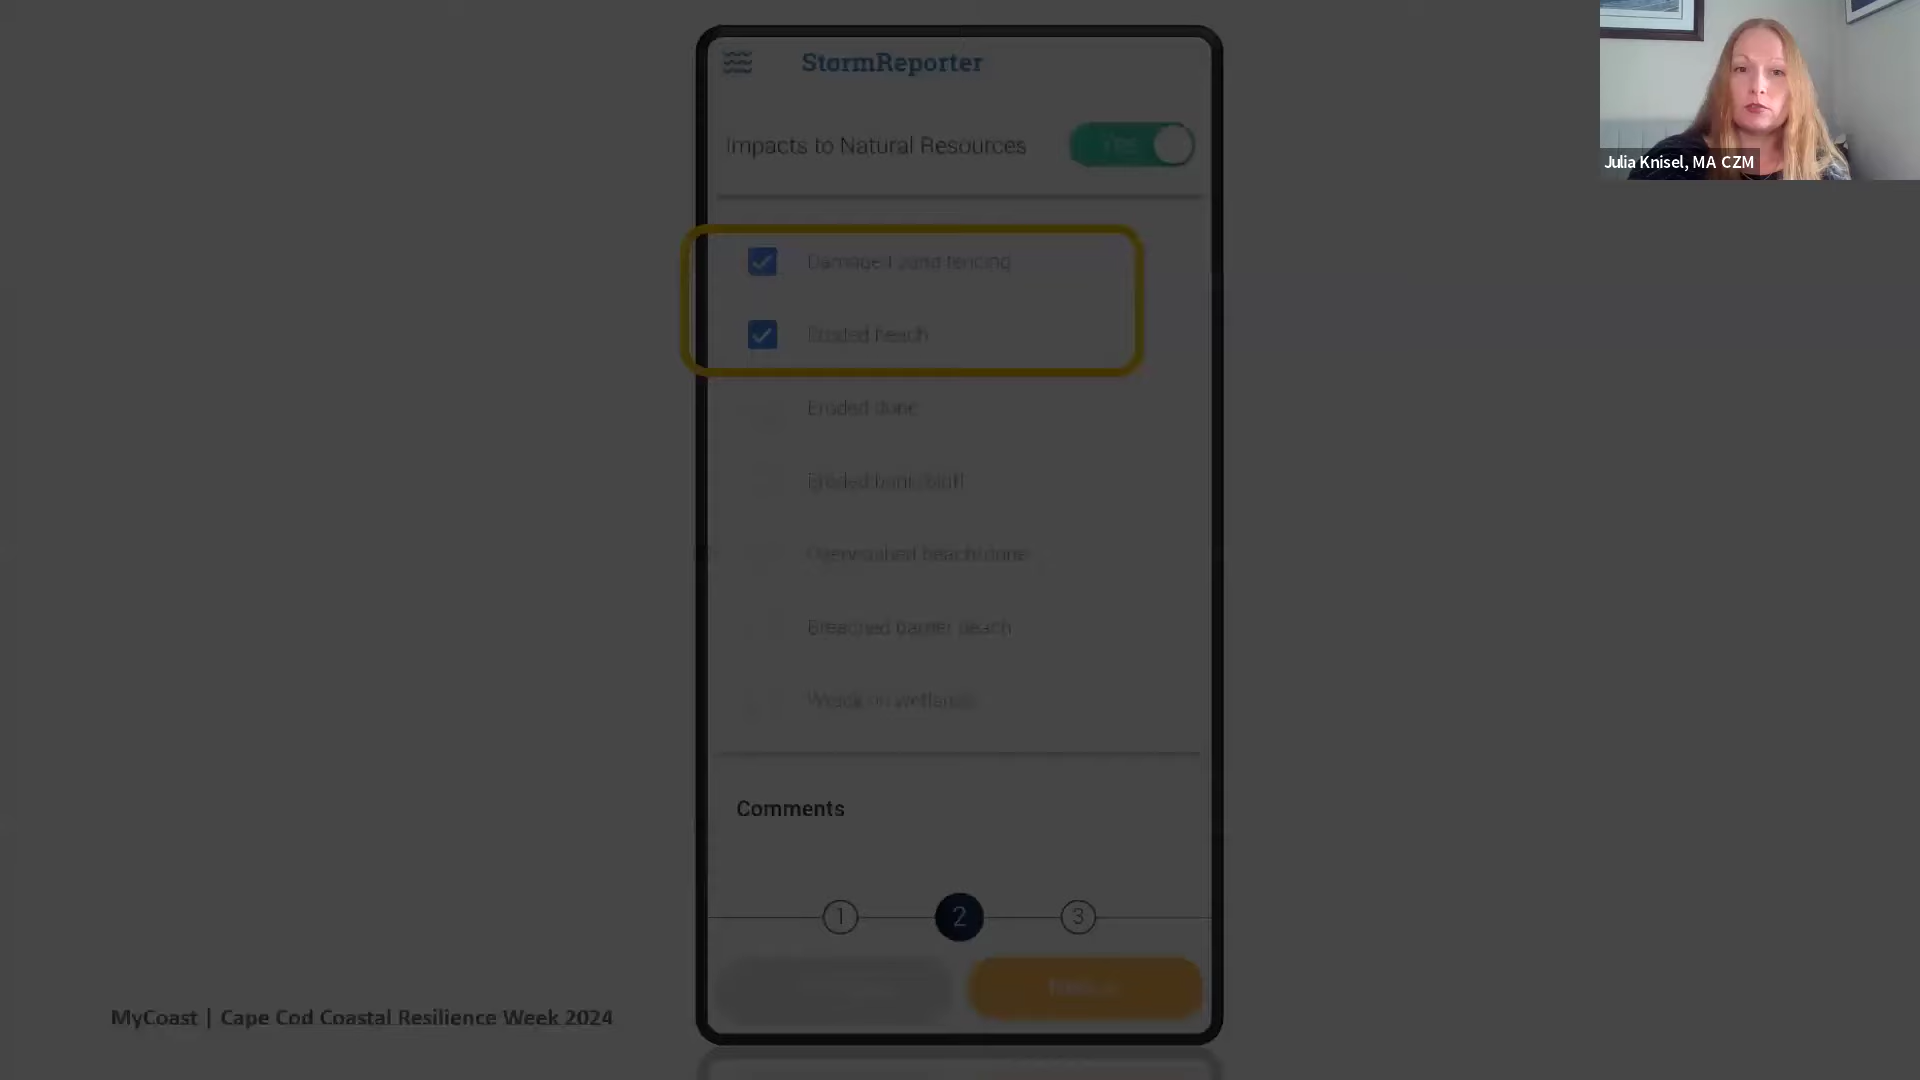 StormReporter
Impacts to Natural Resources
Yes
Julia Knisel, MA CZM
Damaged sand fencing
Eroded beach
Eroded dune
Eroded bank/bluff
Overwashed beach/dune
Breached barrier beach
Wrack on wetlands
Comments
1 2 3
MyCoast | Cape Cod Coastal Resilience Week 2024